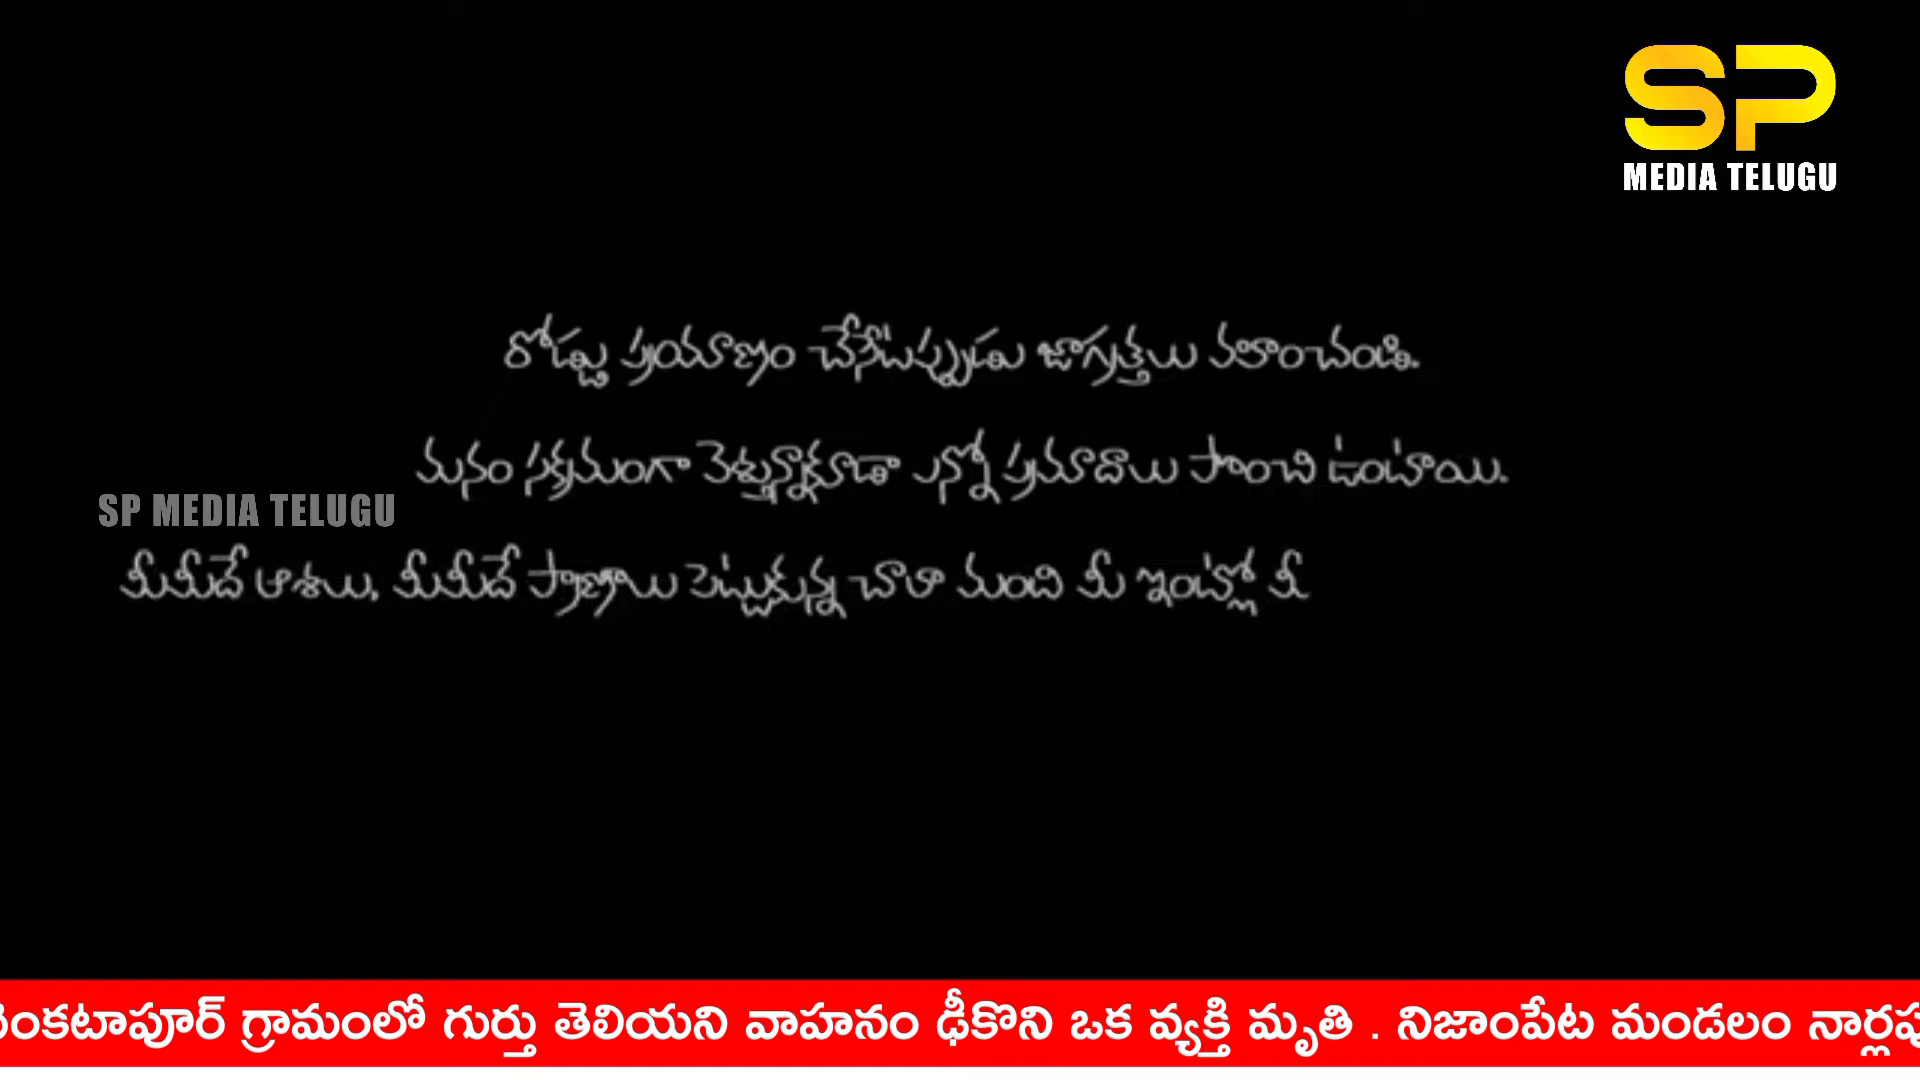 SP
MEDIA TELUGU
రోడ్డు ప్రయాణం చేసేటప్పుడు జాగ్రత్తలు వహించండి.
మనం సక్రమంగా వెళ్తున్నాకూడా ఎన్నో ప్రమాదాలు పొంచి ఉంటాయి.
SP MEDIA TELUGU
మీమీదే ఆశలు, మీమీదే ప్రాణాలు పెట్టుకున్న చాలా మంది మీ ఇంట్లో మీ
వెంకటాపూర్ గ్రామంలో గుర్తు తెలియని వాహనం ఢీకొని ఒక వ్యక్తి మృతి . నిజాంపేట మండలం